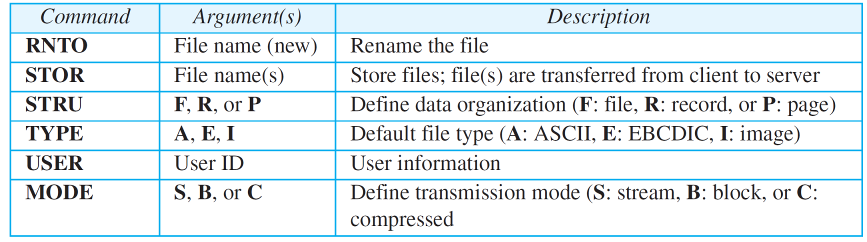 Command Argument(s) Description
RNTO File name (new) Rename the file
STOR File name(s) Store files; file(s) are transferred from client to server
STRU F, R, or P Define data organization (F: file, R: record, or P: page)
TYPE A, E, I Default file type (A: ASCII, E: EBCDIC, I: image)
USER User ID User information
MODE S, B, or C Define transmission mode (S: stream, B: block, or C:
compressed